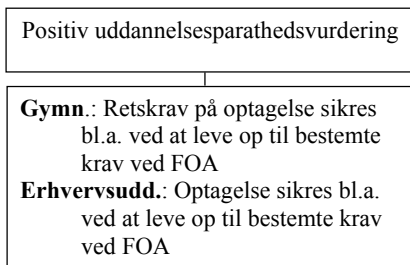 Positiv uddannelsesparathedsvurdering
Gymn.: Retskrav på optagelse sikres
bl.a. ved at leve op til bestemte
krav ved FOA
Erhvervsudd.: Optagelse sikres bl.a.
ved at leve op til bestemte krav
ved FOA